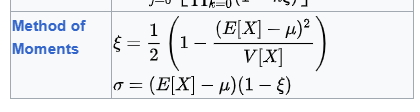 Method of Moments
ξ = 1/2 (1 − (E[X] − μ)² / V[X])
σ = (E[X] − μ)(1 − ξ)